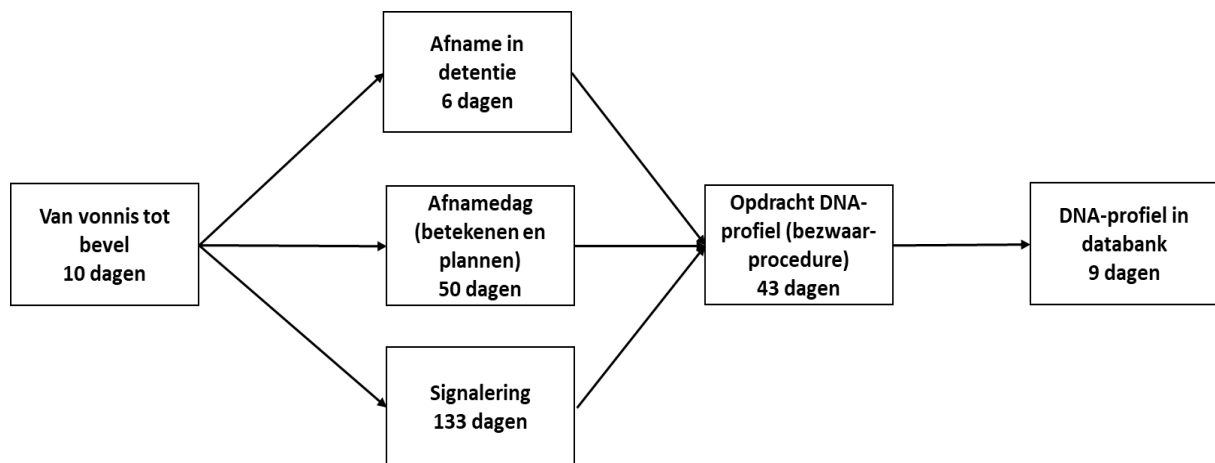 Van vonnis tot
bevel
10 dagen
Afname in
detentie
6 dagen
Afnamedag
(betekenen en
plannen)
50 dagen
Signalering
133 dagen
Opdracht DNA-
profiel (bezwaar-
procedure)
43 dagen
DNA-profiel in
databank
9 dagen